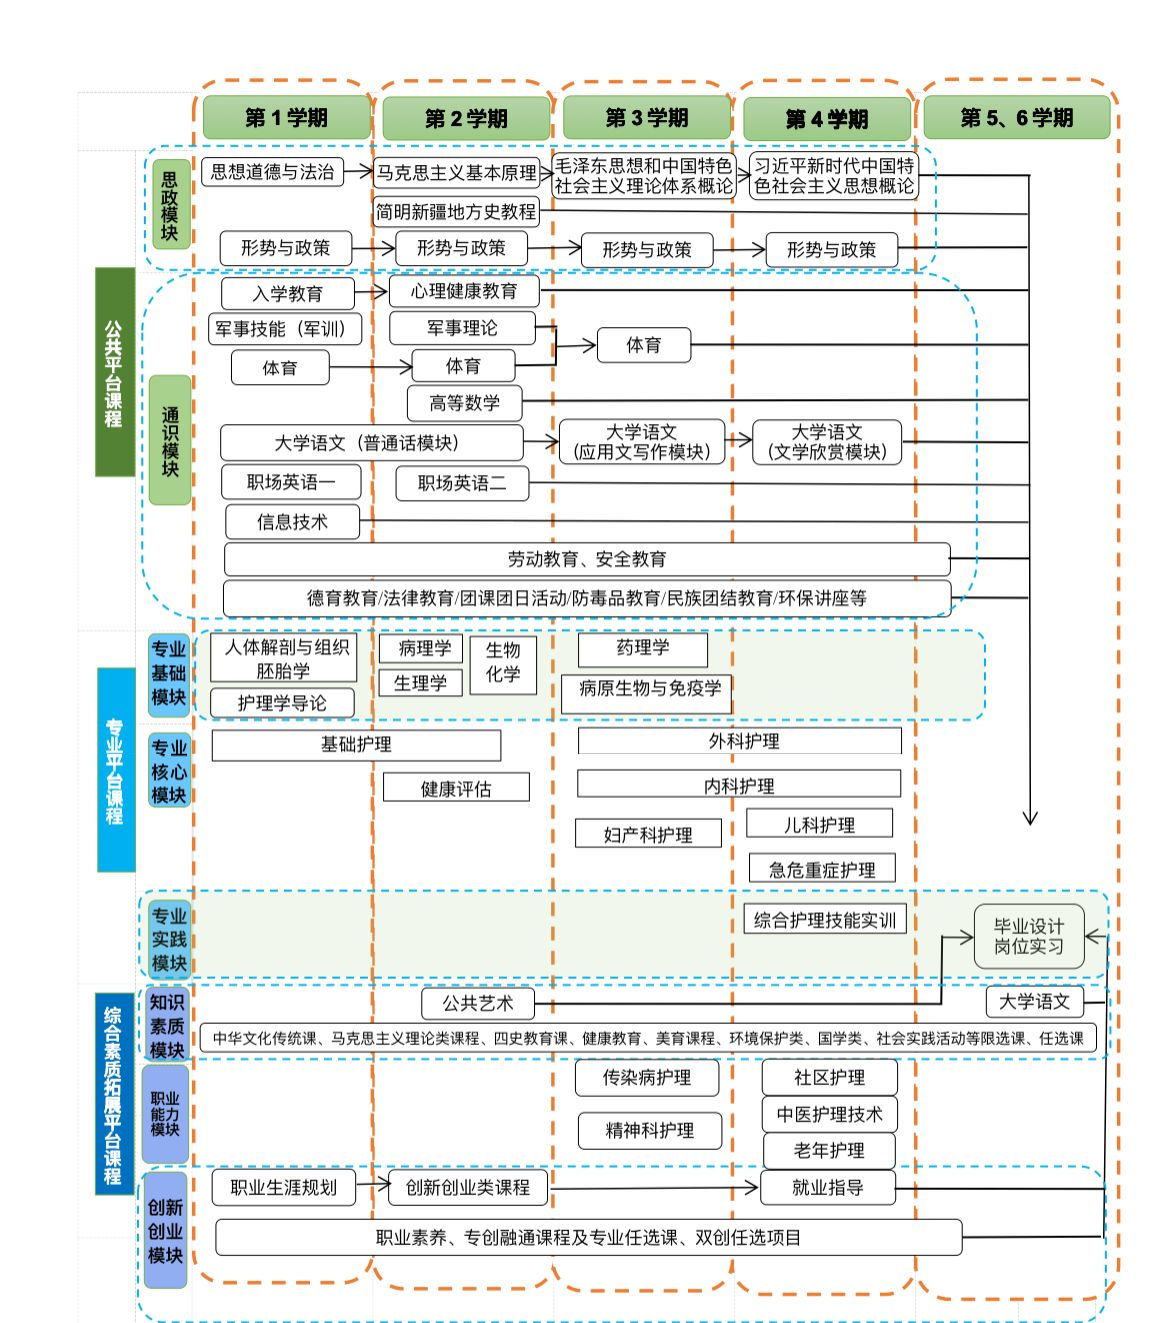 第 1 学期
第 2 学期
第 3 学期
第 4 学期
第 5、6 学期
公共平台课程
思政模块
思想道德与法治
马克思主义基本原理
毛泽东思想和中国特色
社会主义理论体系概论
习近平新时代中国特
色社会主义思想概论
简明新疆地方史教程
形势与政策
形势与政策
形势与政策
形势与政策
通识模块
入学教育
心理健康教育
军事技能（军训）
军事理论
体育
体育
体育
高等数学
大学语文（普通话模块）
大学语文
（应用文写作模块）
大学语文
（文学欣赏模块）
职场英语一
职场英语二
信息技术
劳动教育、安全教育
德育教育/法律教育/团课团日活动/防毒品教育/民族团结教育/环保讲座等
专业平台课程
专业
基础
模块
人体解剖与组织
胚胎学
病理学
生物
化学
药理学
生理学
护理学导论
病原生物与免疫学
专业
核心
模块
基础护理
外科护理
健康评估
内科护理
妇产科护理
儿科护理
急危重症护理
专业
实践
模块
综合护理技能实训
毕业设计
岗位实习
综合素质拓展平台课程
知识
素质
模块
公共艺术
大学语文
中华文化传统课、马克思主义理论类课程、四史教育课、健康教育、美育课程、环境保护类、国学类、社会实践活动等限选课、任选课
职业
能力
模块
传染病护理
社区护理
精神科护理
中医护理技术
老年护理
创新
创业
模块
职业生涯规划
创新创业类课程
就业指导
职业素养、专创融通课程及专业任选课、双创任选项目